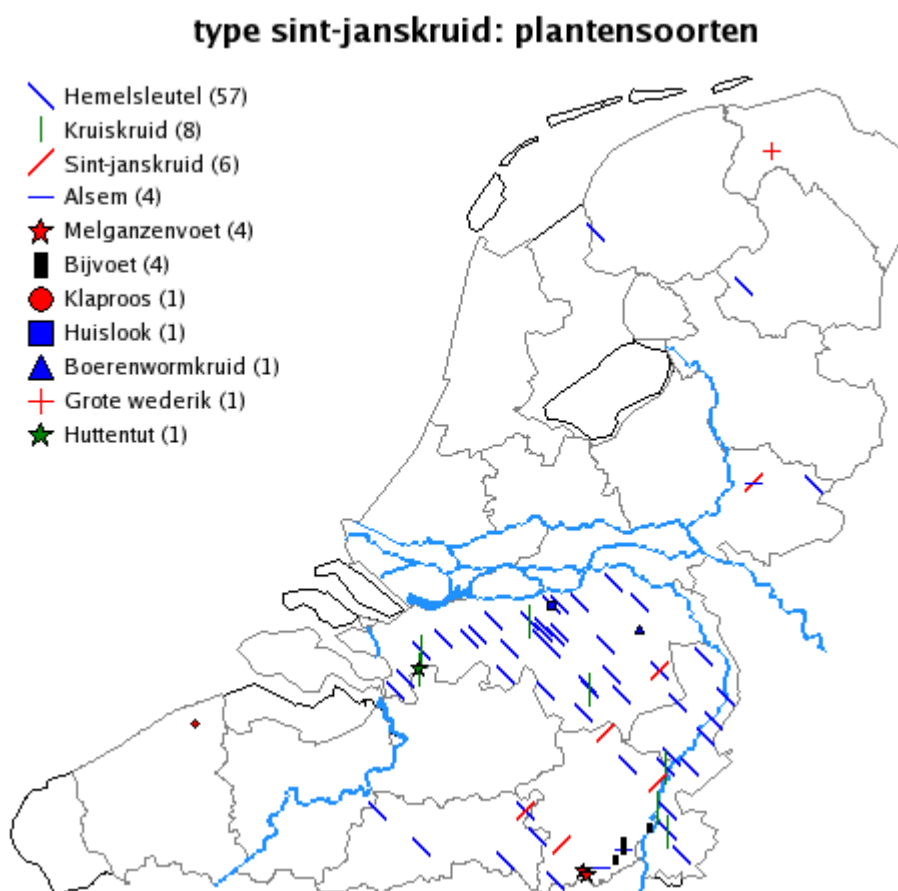 type sint-janskruid: plantensoorten
Hemelsleutel (57)
Kruiskruid (8)
Sint-janskruid (6)
Alsem (4)
Melganzenvoet (4)
Bijvoet (4)
Klaproos (1)
Huislook (1)
Boerenwormkruid (1)
Grote wederik (1)
Huttentut (1)